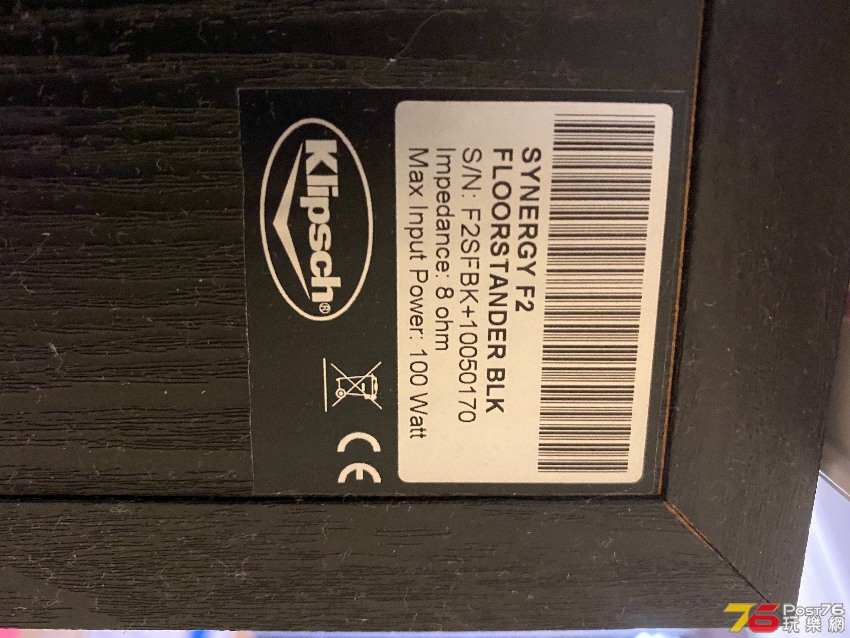 SYNERGY F2
FLOORSTANDER BLK
S/N: F2SFBK+10050170
Impedance: 8 ohm
Max Input Power: 100 Watt
Klipsch®
CE
76 POST76
玩樂網